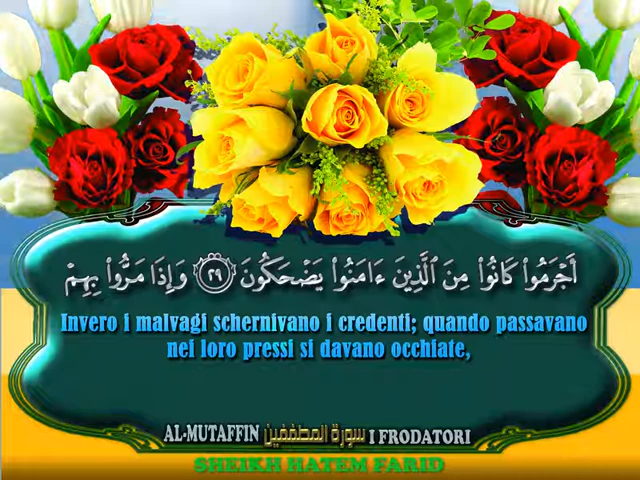 أَجْرَمُوا۟ كَانُوا۟ مِنَ ٱلَّذِينَ ءَامَنُوا۟ يَضْحَكُونَ ٢٩ وَإِذَا مَرُّوا۟ بِهِمْ
Invero i malvagi schernivano i credenti; quando passavano
nei loro pressi si davano occhiate,
AL-MUTAFFIN سورة المطففين I FRODATORI
SHEIKH HATEM FARID